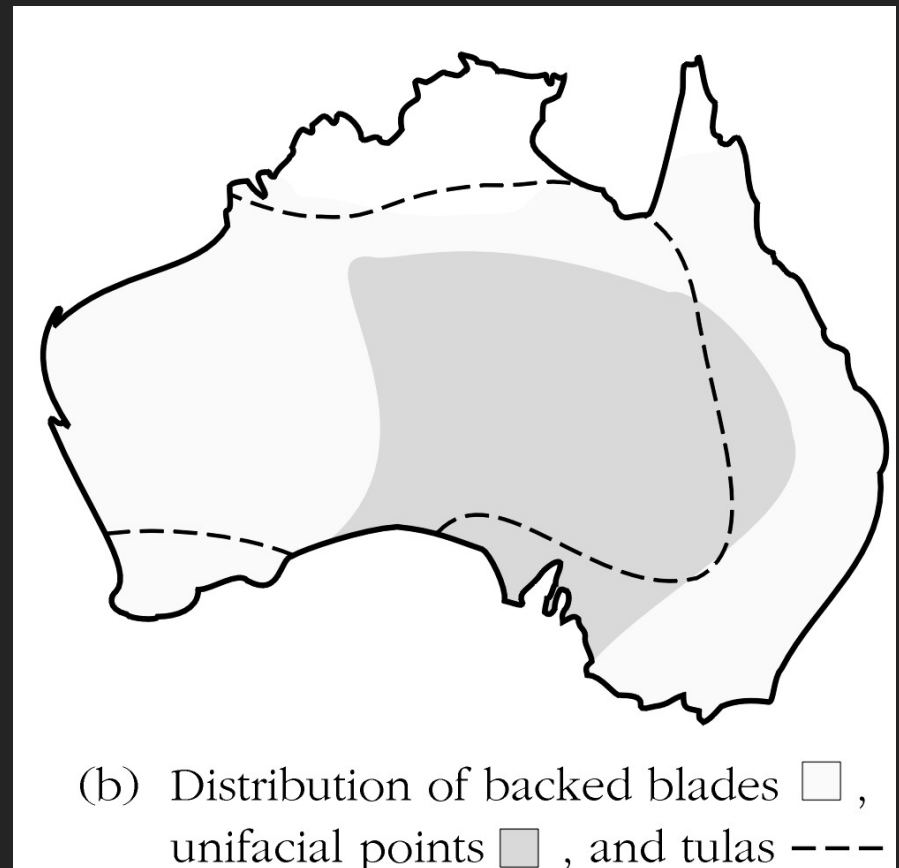 (b) Distribution of backed blades ,
unifacial points , and tulas